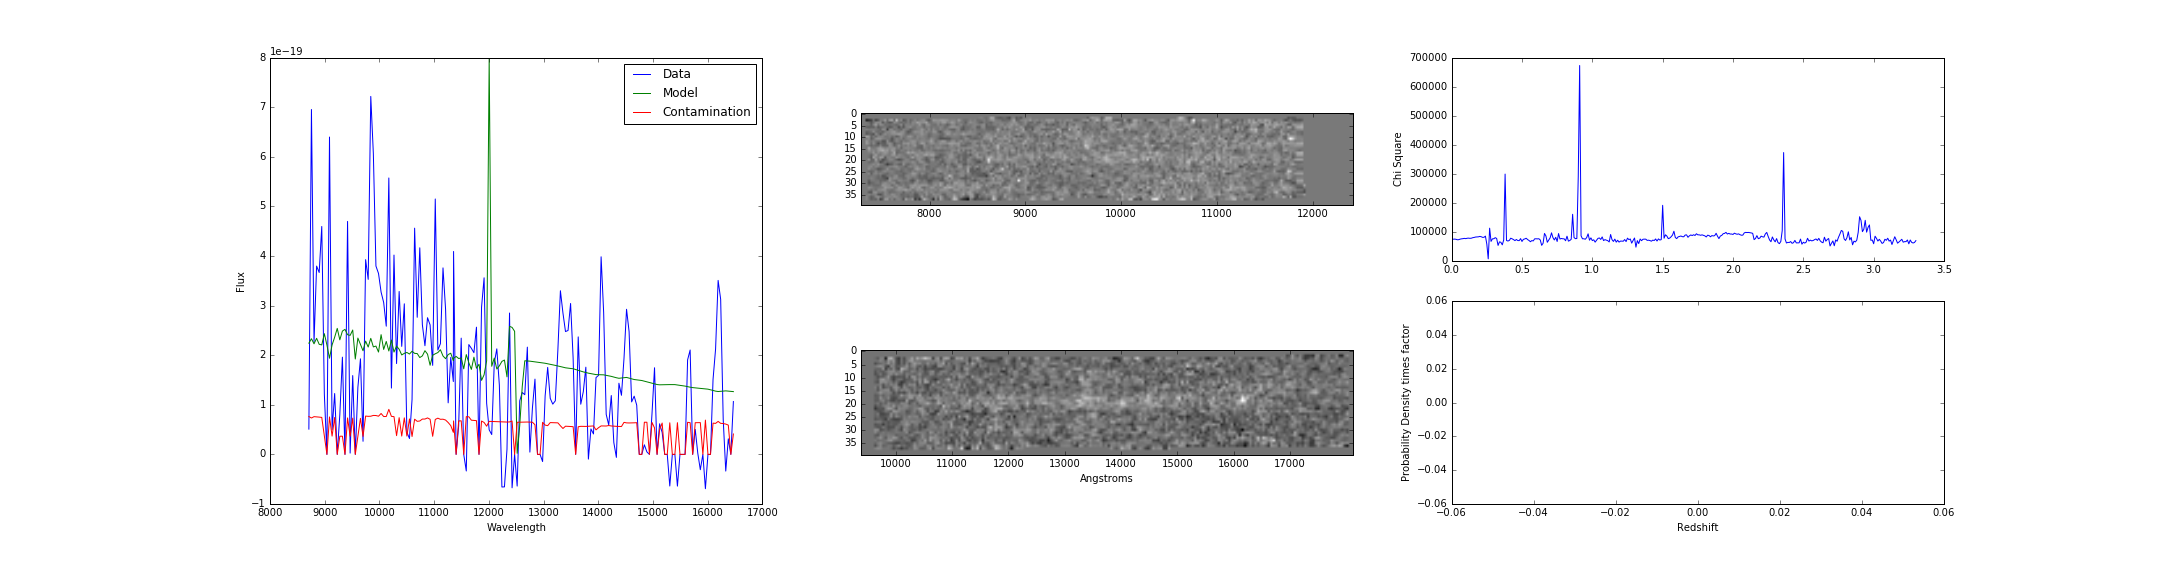 1e−19
8
7
6
5
4
3
2
1
0
−1
Flux
8000 9000 10000 11000 12000 13000 14000 15000 16000 17000
Wavelength
Data
Model
Contamination
0
5
10
15
20
25
30
35
8000 9000 10000 11000 12000
0
5
10
15
20
25
30
35
10000 11000 12000 13000 14000 15000 16000 17000
Angstroms
700000
600000
500000
400000
300000
200000
100000
0
Chi Square
0.0 0.5 1.0 1.5 2.0 2.5 3.0 3.5
0.06
0.04
0.02
0.00
−0.02
−0.04
−0.06
Probability Density times factor
−0.06 −0.04 −0.02 0.00 0.02 0.04 0.06
Redshift